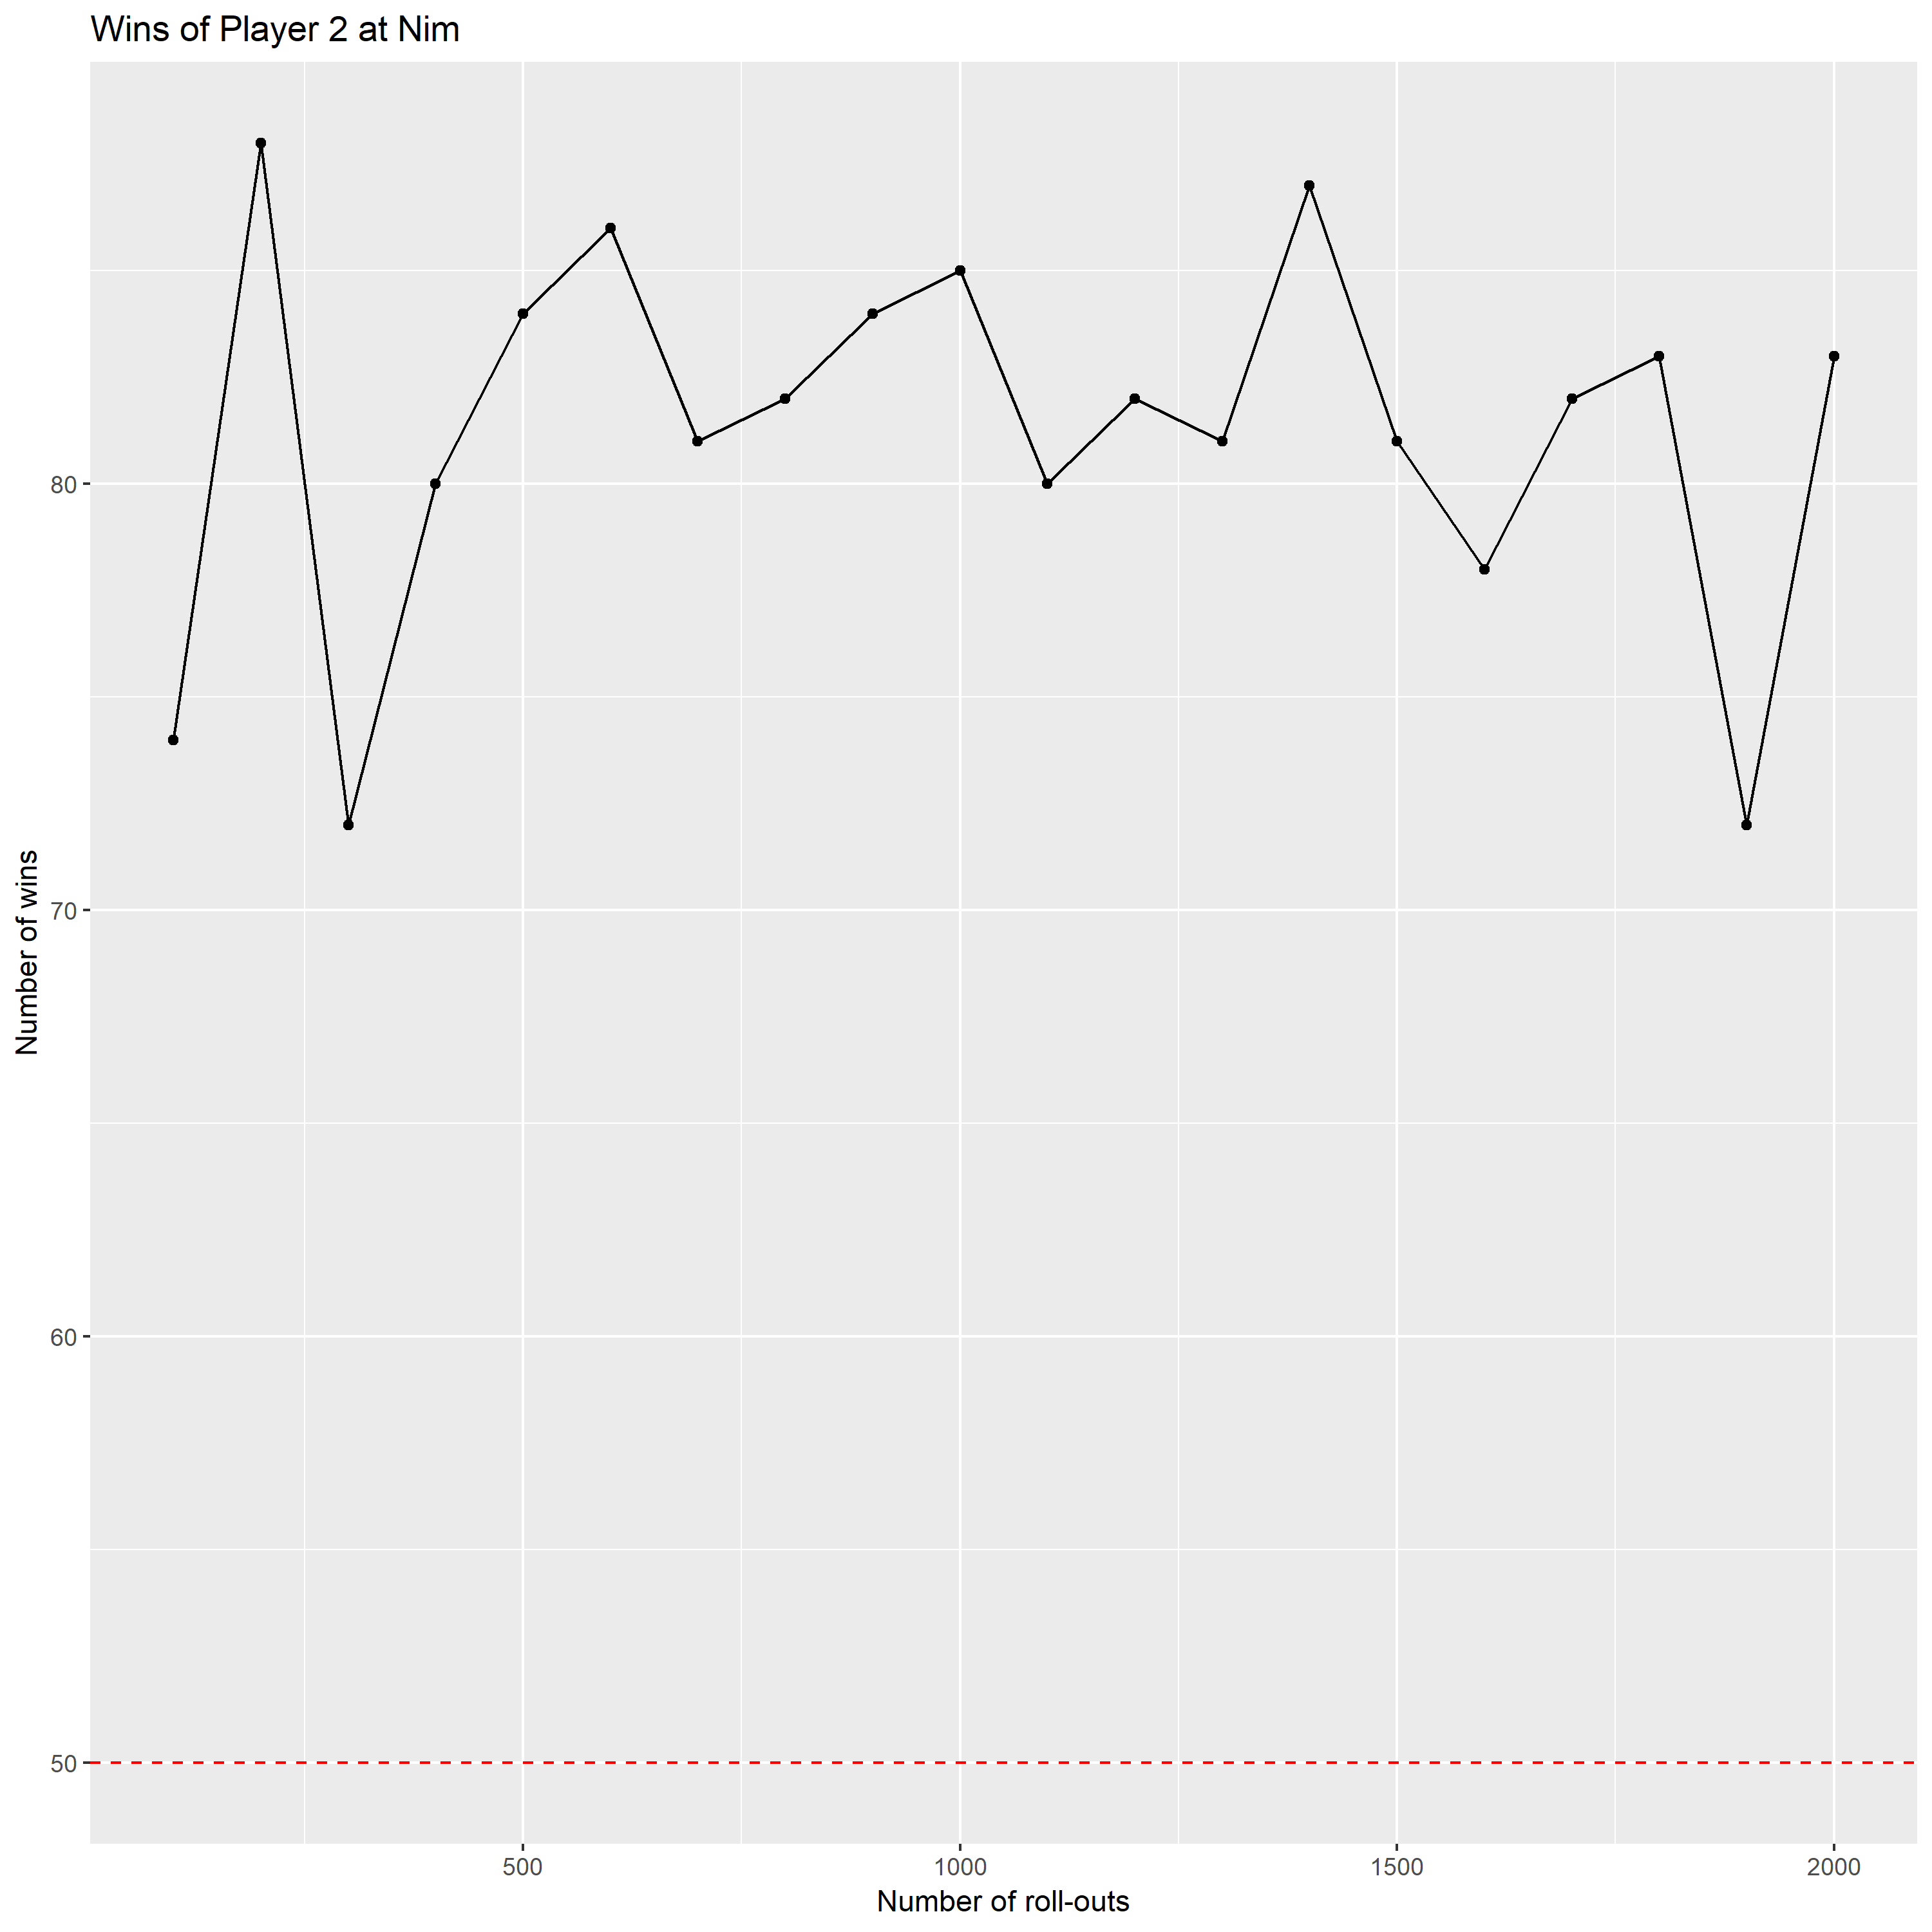 Wins of Player 2 at Nim
80
70
60
50
Number of wins
500 1000 1500 2000
Number of roll-outs